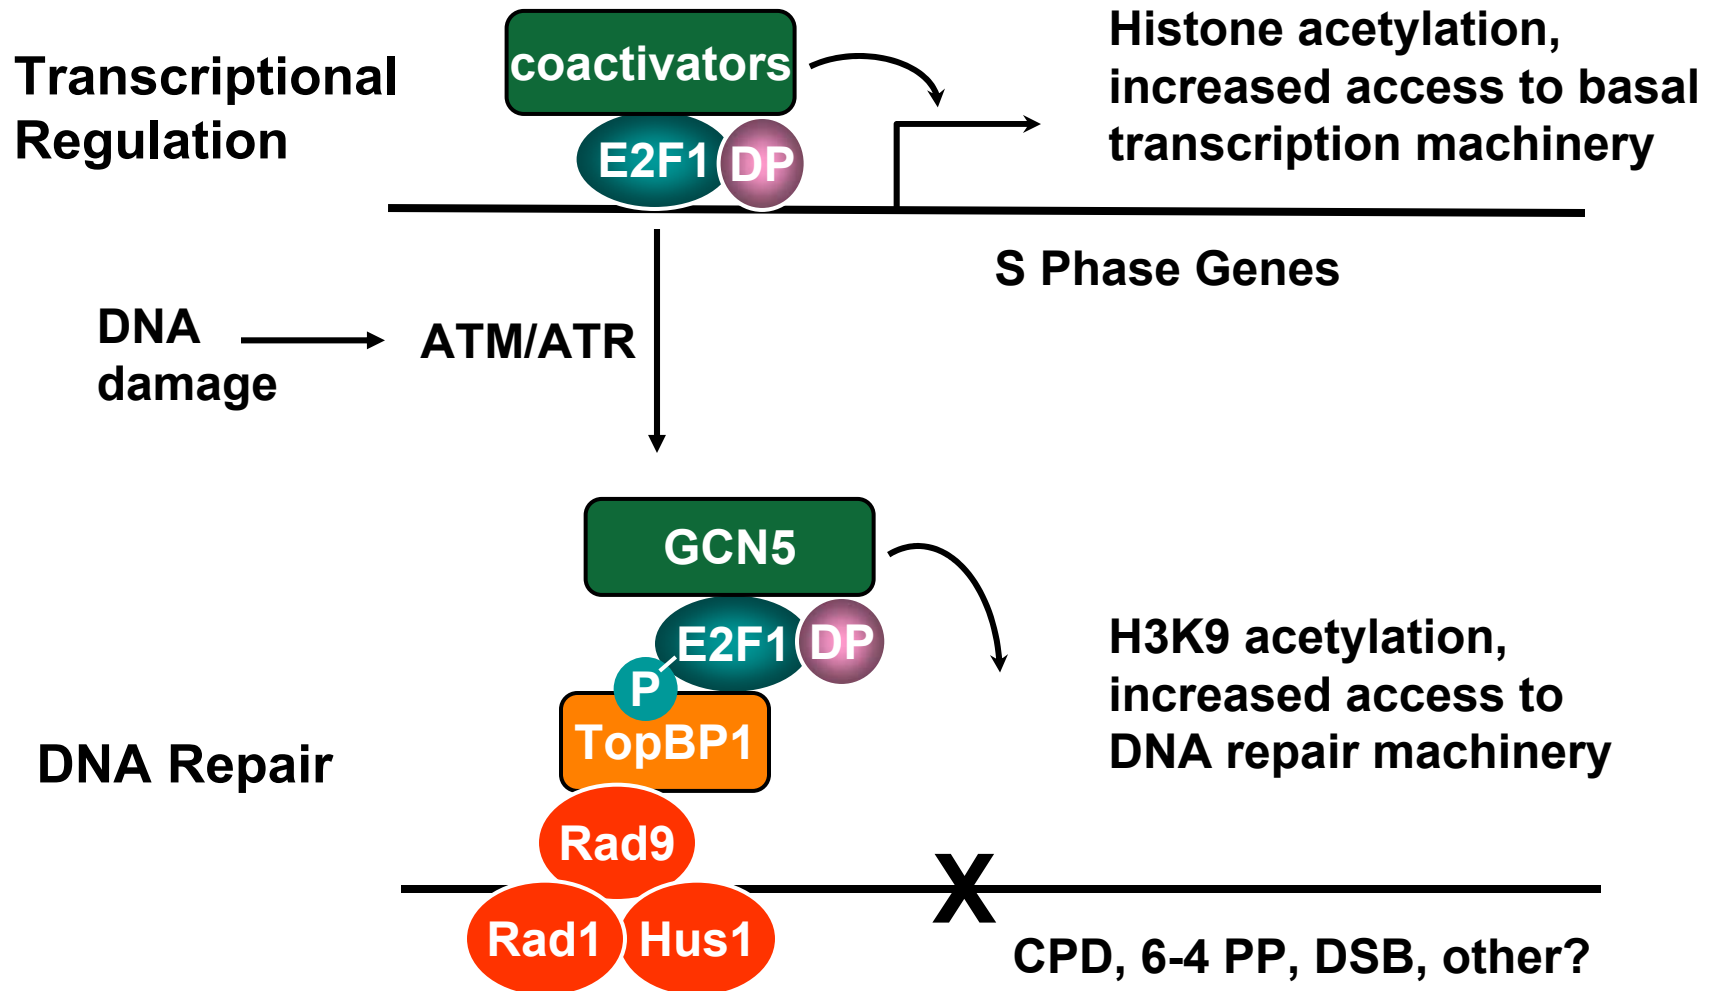 Transcriptional
Regulation
coactivators
E2F1
DP
Histone acetylation,
increased access to basal
transcription machinery
S Phase Genes
DNA
damage
ATM/ATR
GCN5
E2F1
DP
P
TopBP1
H3K9 acetylation,
increased access to
DNA repair machinery
DNA Repair
Rad9
Rad1
Hus1
X
CPD, 6-4 PP, DSB, other?